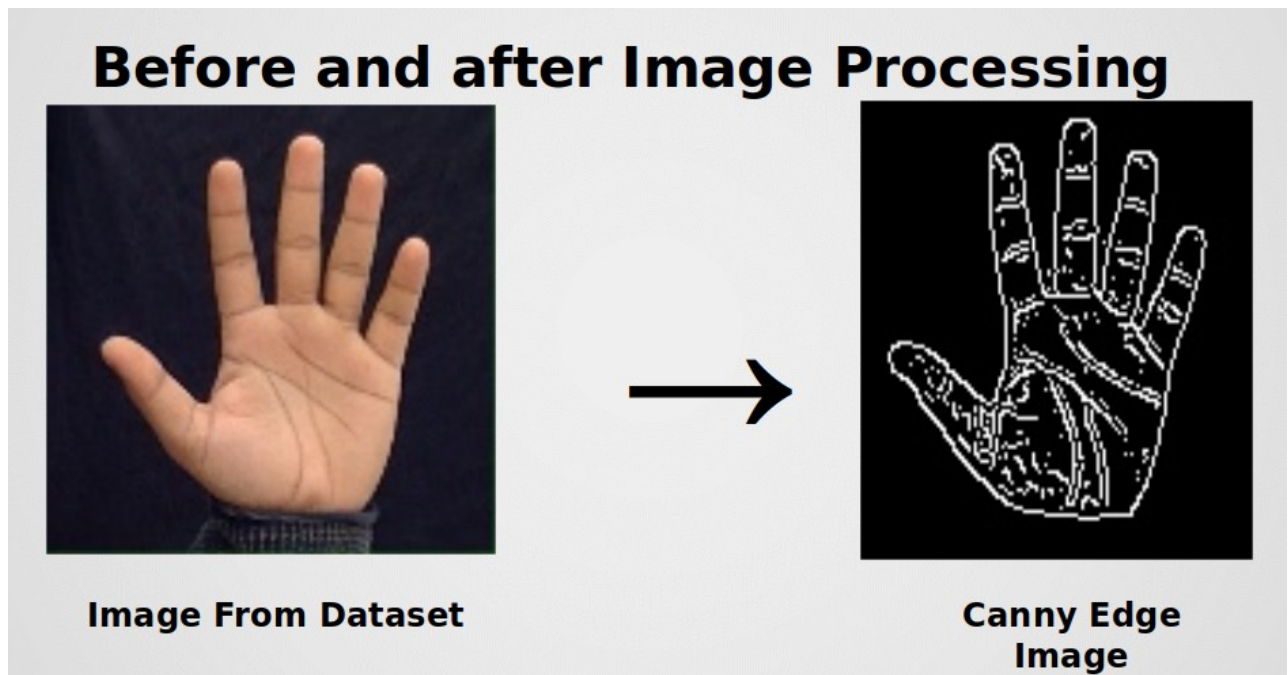 Before and after Image Processing
Image From Dataset
Canny Edge
Image